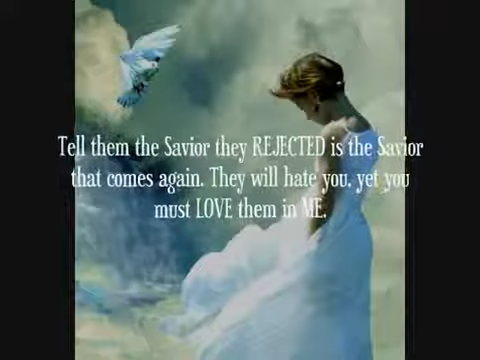 Tell them the Savior they REJECTED is the Savior
that comes again. They will hate you, yet you
must LOVE them in ME.